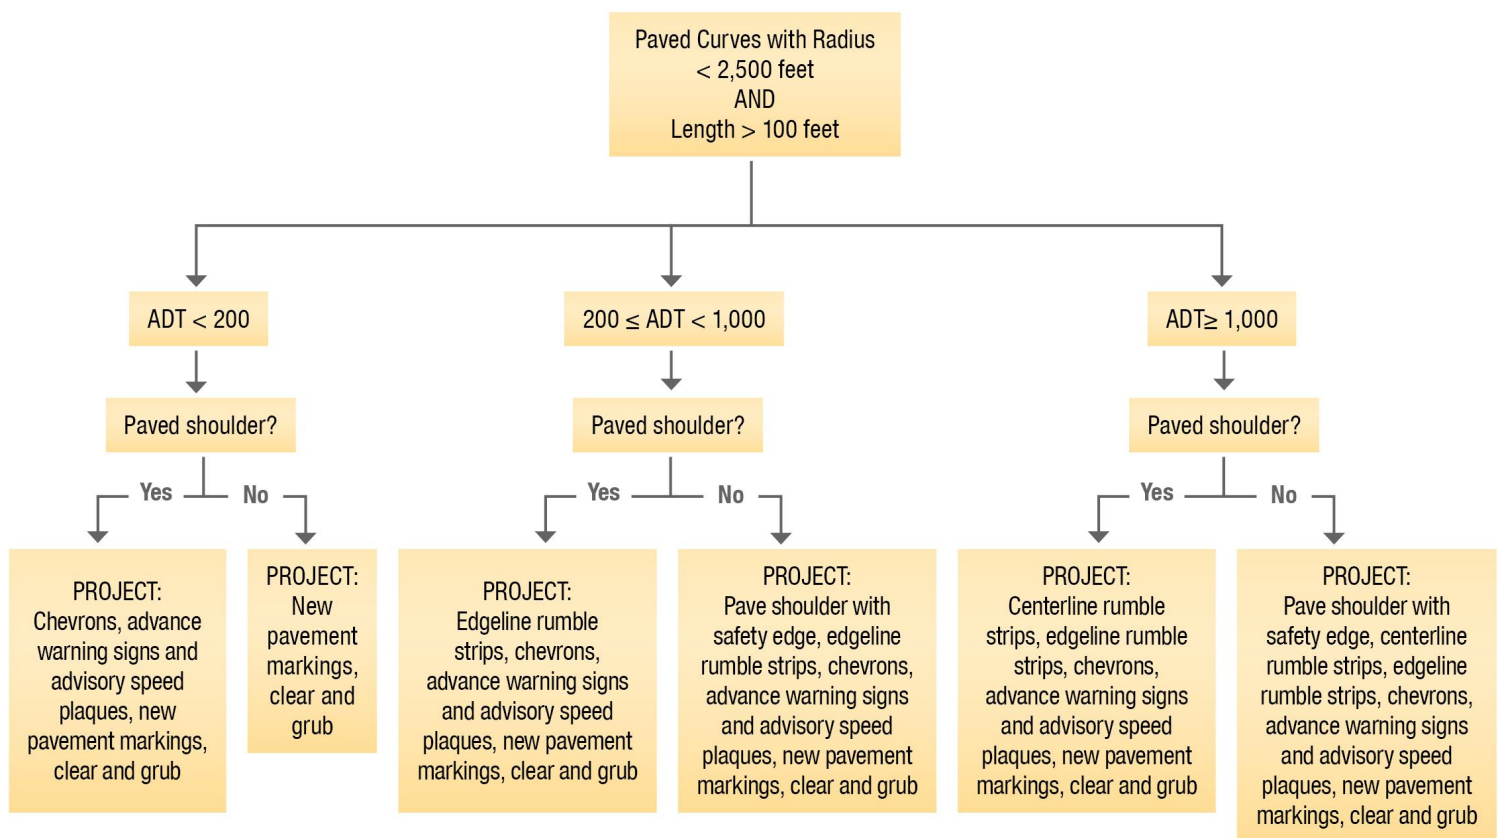 Paved Curves with Radius
< 2,500 feet
AND
Length > 100 feet
ADT < 200
200 ≤ ADT < 1,000
ADT≥ 1,000
Paved shoulder?
Paved shoulder?
Paved shoulder?
Yes
No
Yes
No
Yes
No
PROJECT:
Chevrons, advance
warning signs and
advisory speed
plaques, new
pavement markings,
clear and grub
PROJECT:
New
pavement
markings,
clear and
grub
PROJECT:
Edgeline rumble
strips, chevrons,
advance warning signs
and advisory speed
plaques, new pavement
markings, clear and grub
PROJECT:
Pave shoulder with
safety edge, edgeline
rumble strips, chevrons,
advance warning signs
and advisory speed
plaques, new pavement
markings, clear and grub
PROJECT:
Centerline rumble
strips, edgeline rumble
strips, chevrons,
advance warning signs
and advisory speed
plaques, new pavement
markings, clear and grub
PROJECT:
Pave shoulder with
safety edge, centerline
rumble strips, edgeline
rumble strips, chevrons,
advance warning signs
and advisory speed
plaques, new pavement
markings, clear and grub